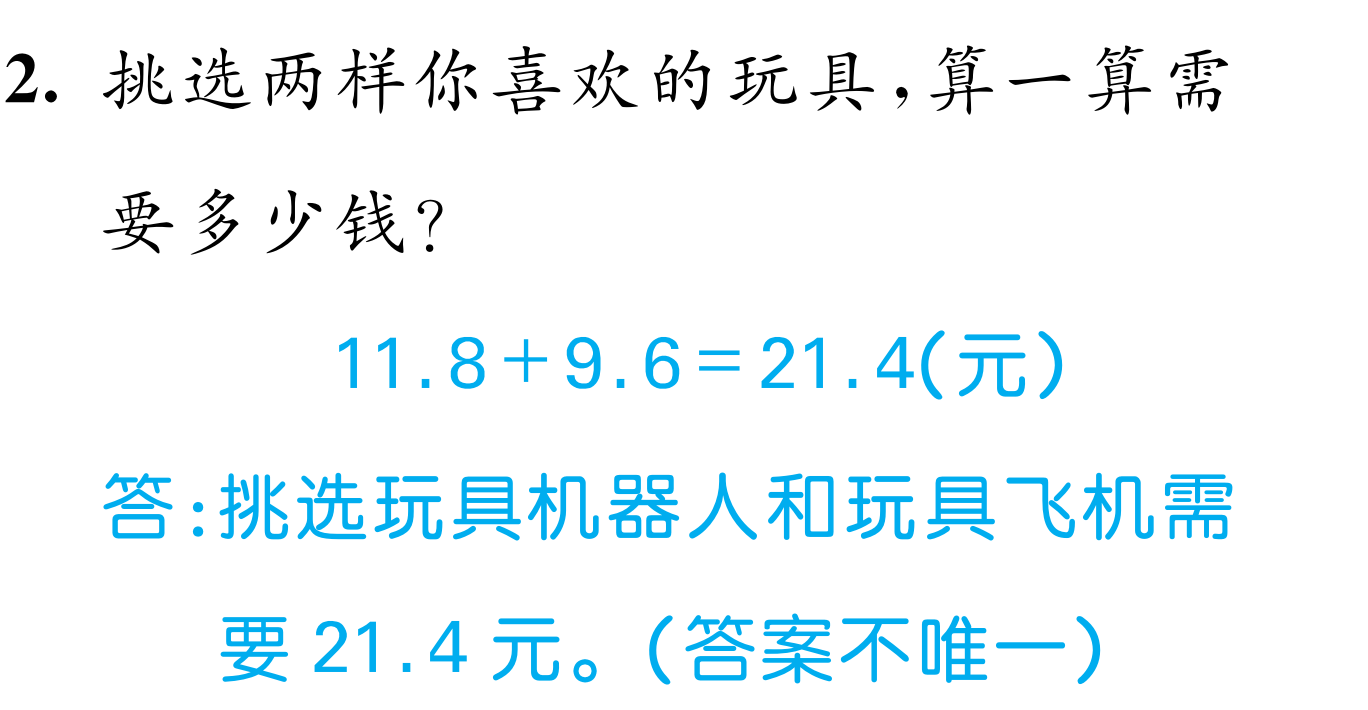 2. 挑选两样你喜欢的玩具,算一算需
要多少钱?
11.8+9.6=21.4(元)
答:挑选玩具机器人和玩具飞机需
要 21.4 元。(答案不唯一)